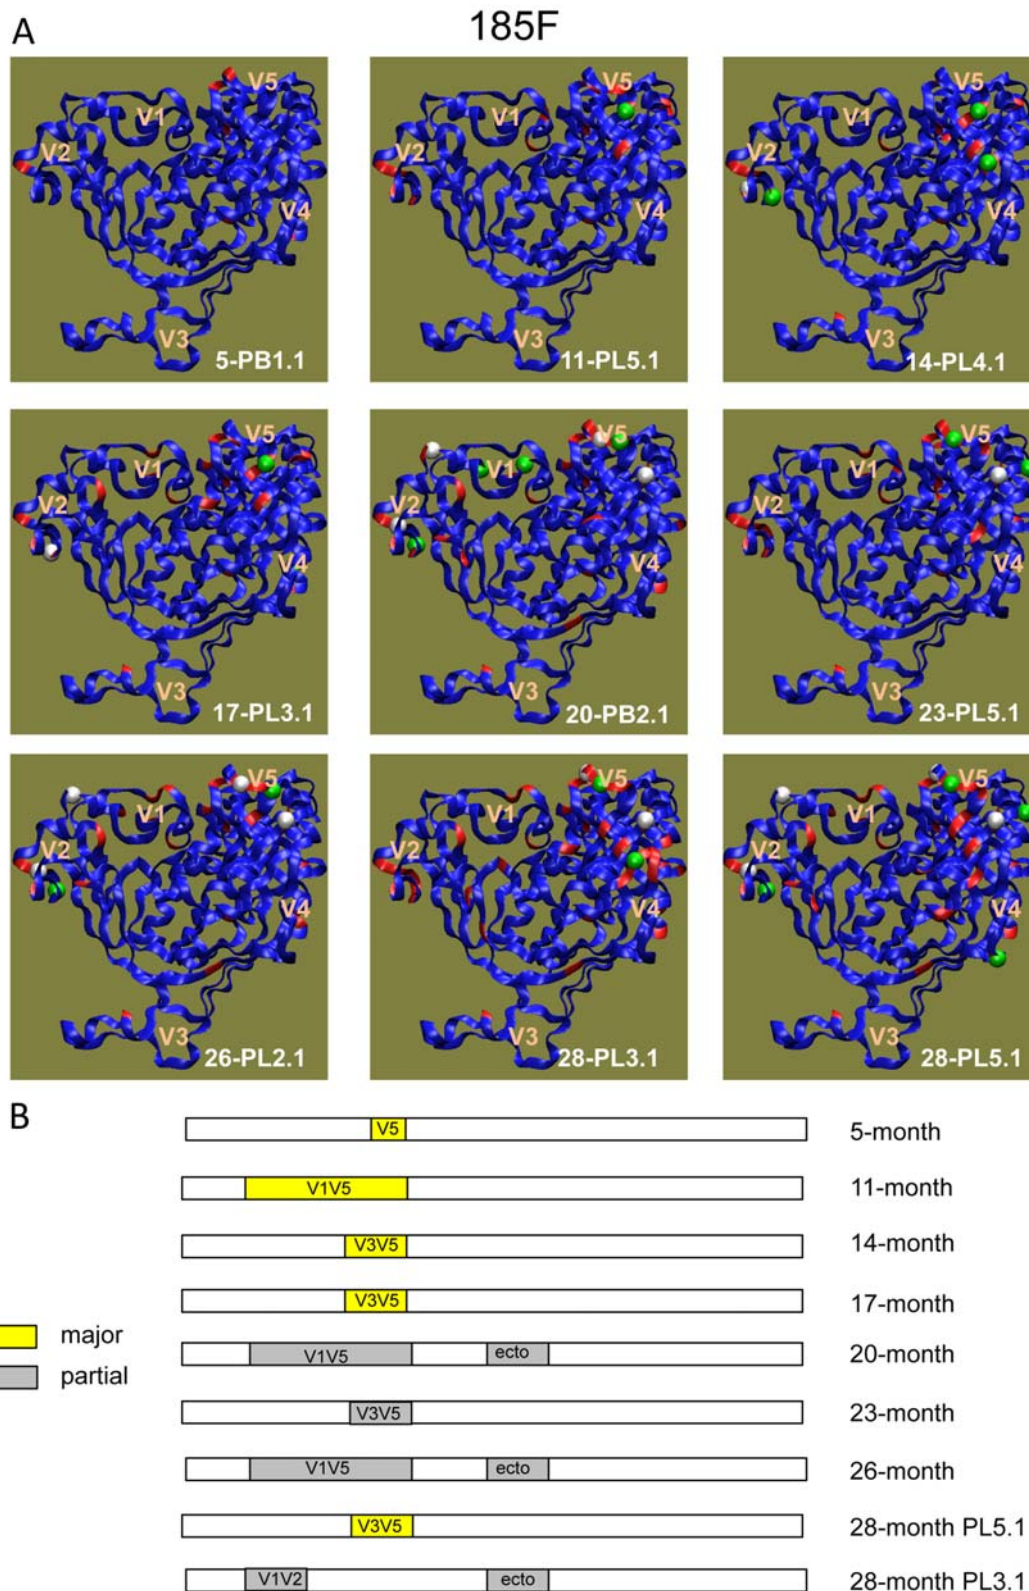 A
185F
V1 V5
V2
V4
V3
5-PB1.1
V1 V5
V2
V4
V3
11-PL5.1
V1 V5
V2
V4
V3
14-PL4.1
V1 V5
V2
V4
V3
17-PL3.1
V1 V5
V2
V4
V3
20-PB2.1
V1 V5
V2
V4
V3
23-PL5.1
V1 V5
V2
V4
V3
26-PL2.1
V1 V5
V2
V4
V3
28-PL3.1
V1 V5
V2
V4
V3
28-PL5.1
B
V5 5-month
V1V5 11-month
V3V5 14-month
V3V5 17-month
major
partial
V1V5 ecto 20-month
V3V5 23-month
V1V5 ecto 26-month
V3V5 28-month PL5.1
V1V2 ecto 28-month PL3.1